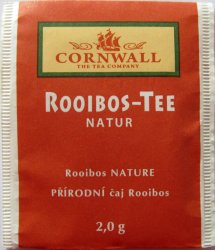 CORNWALL
THE TEA COMPANY
ROOIBOS-TEE
NATUR
Rooibos NATURE
PŘÍRODNÍ čaj Rooibos
2,0 g